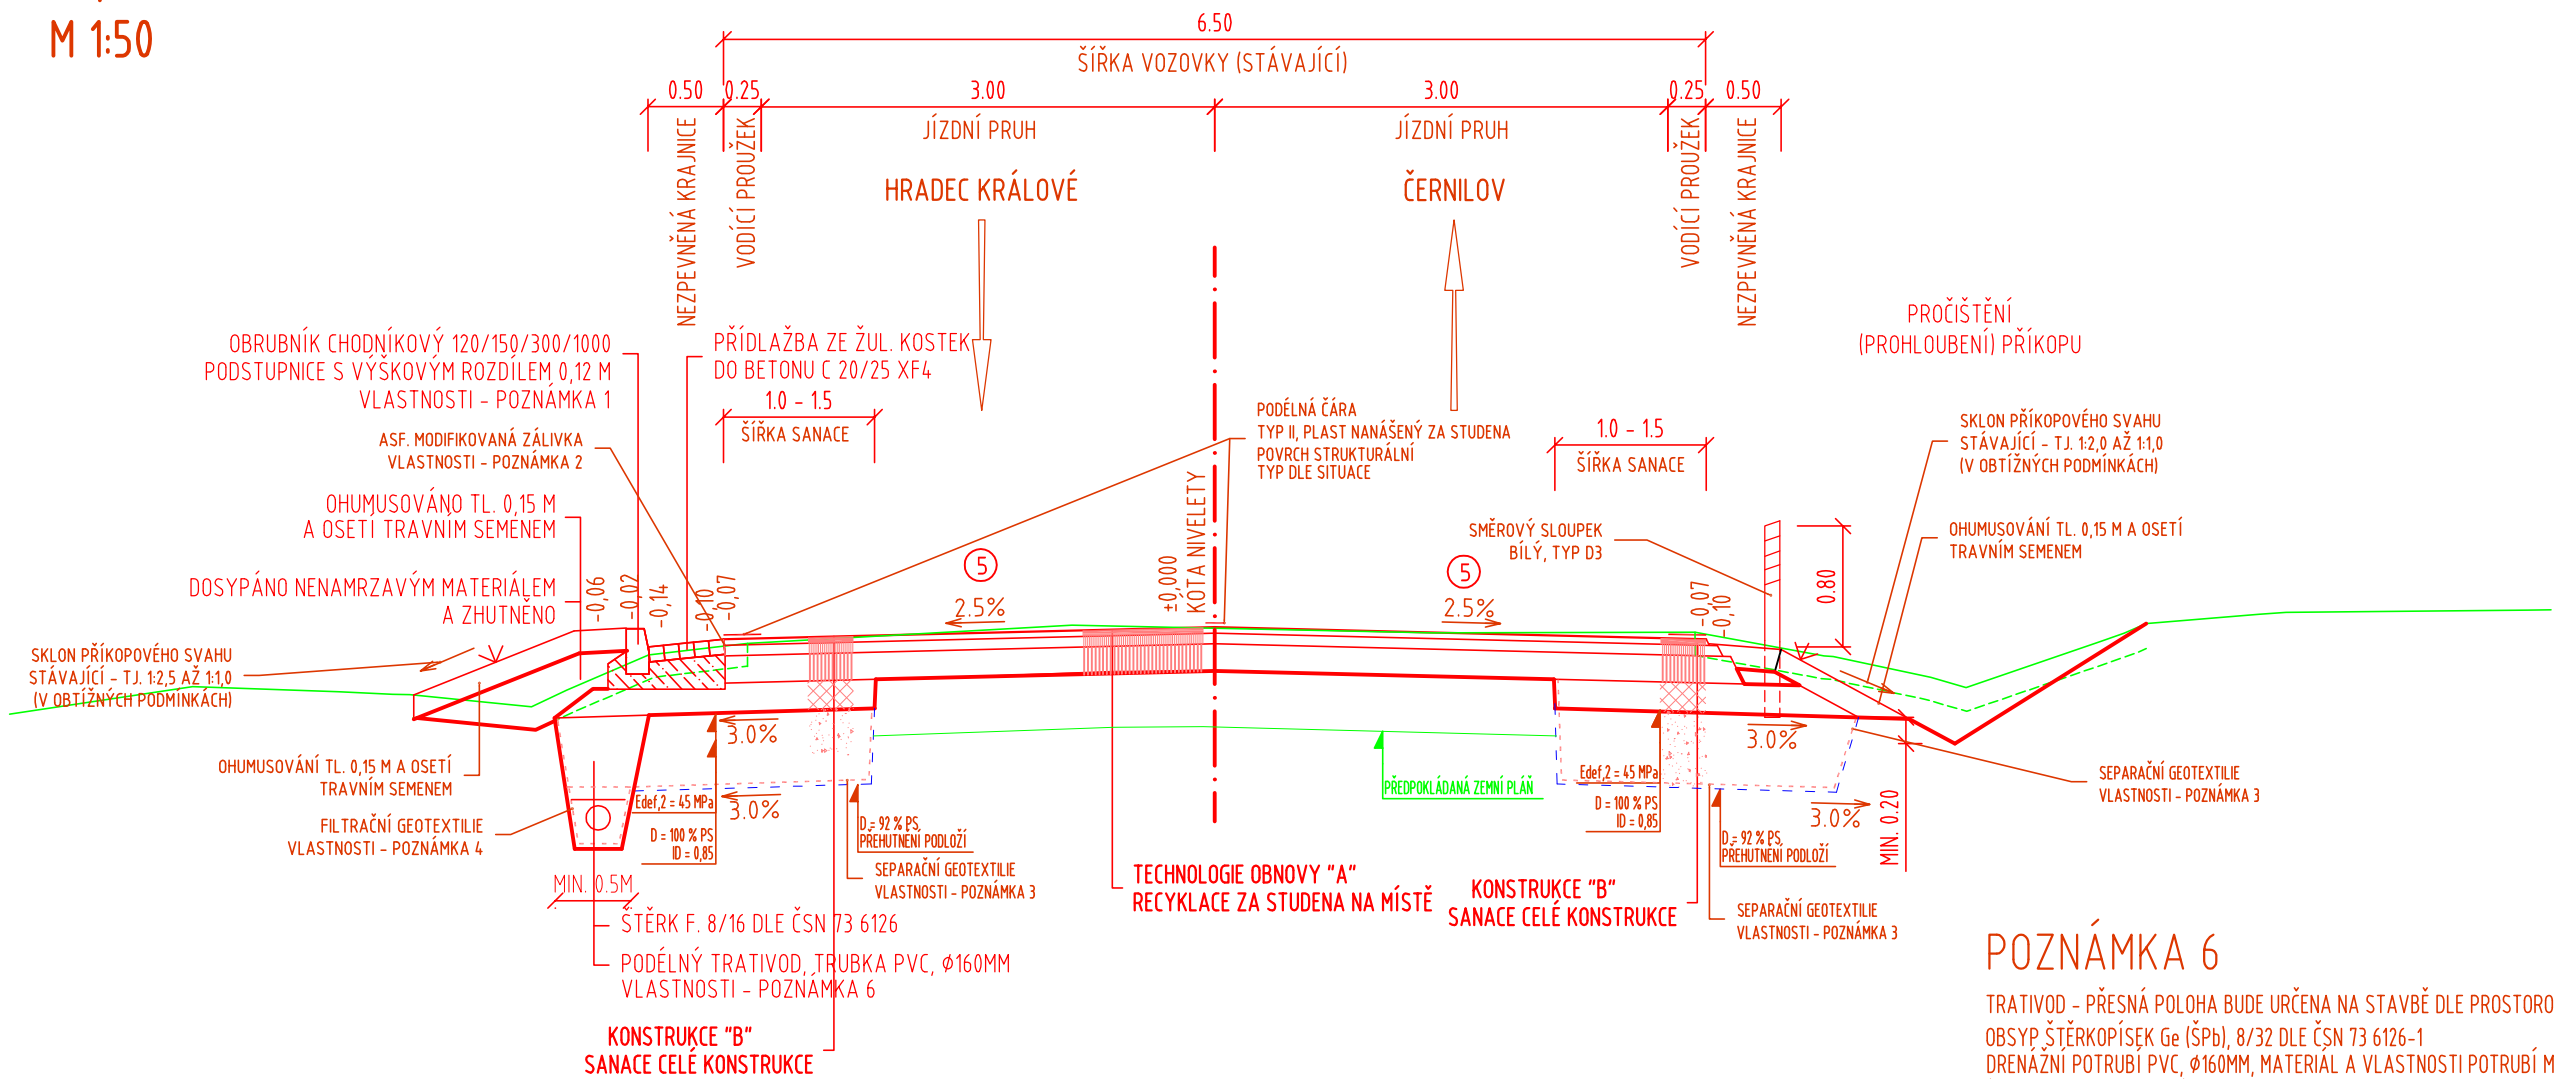 M 1:50
6.50
ŠÍŘKA VOZOVKY (STÁVAJÍCÍ)
0.50
0.25
3.00
3.00
0.25
0.50
JÍZDNÍ PRUH
JÍZDNÍ PRUH
NEZPEVNĚNÁ KRAJNICE
VODÍCÍ PROUŽEK
VODÍCÍ PROUŽEK
NEZPEVNĚNÁ KRAJNICE
HRADEC KRÁLOVÉ
ČERNILOV
PROČIŠTĚNÍ
(PROHLOUBENÍ) PŘÍKOPU
OBRUBNÍK CHODNÍKOVÝ 120/150/300/1000
PODSTUPNICE S VÝŠKOVÝM ROZDÍLEM 0,12 M
VLASTNOSTI - POZNÁMKA 1
PŘÍDLAŽBA ZE ŽUL. KOSTEK
DO BETONU C 20/25 XF4
1.0 - 1.5
ŠÍŘKA SANACE
ASF. MODIFIKOVANÁ ZÁLIVKA
VLASTNOSTI - POZNÁMKA 2
PODÉLNÁ ČÁRA
TYP II, PLAST NANÁŠENÝ ZA STUDENA
POVRCH STRUKTURÁLNÍ
TYP DLE SITUACE
1.0 - 1.5
ŠÍŘKA SANACE
SKLON PŘÍKOPOVÉHO SVAHU
STÁVAJÍCÍ - TJ. 1:2,0 AŽ 1:1,0
(V OBTÍŽNÝCH PODMÍNKÁCH)
OHUMUSOVÁNO TL. 0,15 M
A OSETÍ TRAVNÍM SEMENEM
SMĚROVÝ SLOUPEK
BÍLÝ, TYP D3
OHUMUSOVÁNÍ TL. 0,15 M A OSETÍ
TRAVNÍM SEMENEM
DOSYPÁNO NENAMRZAVÝM MATERIÁLEM
A ZHUTNĚNO
-0,06
-0,02
-0,14
-0,10
-0,07
5
2.5%
±0,000
KÓTA NIVELETY
5
2.5%
-0,07
-0,10
0.80
SKLON PŘÍKOPOVÉHO SVAHU
STÁVAJÍCÍ - TJ. 1:2,5 AŽ 1:1,0
(V OBTÍŽNÝCH PODMÍNKÁCH)
3.0%
3.0%
OHUMUSOVÁNÍ TL. 0,15 M A OSETÍ
TRAVNÍM SEMENEM
FILTRAČNÍ GEOTEXTILIE
VLASTNOSTI - POZNÁMKA 4
Edef,2 = 45 MPa
D = 100 % PS
ID = 0,85
3.0%
D = 92 % PS
PŘEHUTNĚNÍ PODLOŽÍ
SEPARAČNÍ GEOTEXTILIE
VLASTNOSTI - POZNÁMKA 3
PŘEDPOKLÁDANÁ ZEMNÍ PLÁŇ
Edef,2 = 45 MPa
D = 100 % PS
ID = 0,85
3.0%
D = 92 % PS
PŘEHUTNĚNÍ PODLOŽÍ
MIN. 0.20
SEPARAČNÍ GEOTEXTILIE
VLASTNOSTI - POZNÁMKA 3
MIN. 0.5M
TECHNOLOGIE OBNOVY "A"
RECYKLACE ZA STUDENA NA MÍSTĚ
KONSTRUKCE "B"
SANACE CELÉ KONSTRUKCE
SEPARAČNÍ GEOTEXTILIE
VLASTNOSTI - POZNÁMKA 3
ŠTĚRK F. 8/16 DLE ČSN 73 6126
PODÉLNÝ TRATIVOD, TRUBKA PVC, Ø160MM
VLASTNOSTI - POZNÁMKA 6
KONSTRUKCE "B"
SANACE CELÉ KONSTRUKCE
POZNÁMKA 6
TRATIVOD - PŘESNÁ POLOHA BUDE URČENA NA STAVBĚ DLE PROSTORO
OBSYP ŠTĚRKOPÍSEK Ge (ŠPb), 8/32 DLE ČSN 73 6126-1
DRENÁŽNÍ POTRUBÍ PVC, Ø160MM, MATERIÁL A VLASTNOSTI POTRUBÍ M